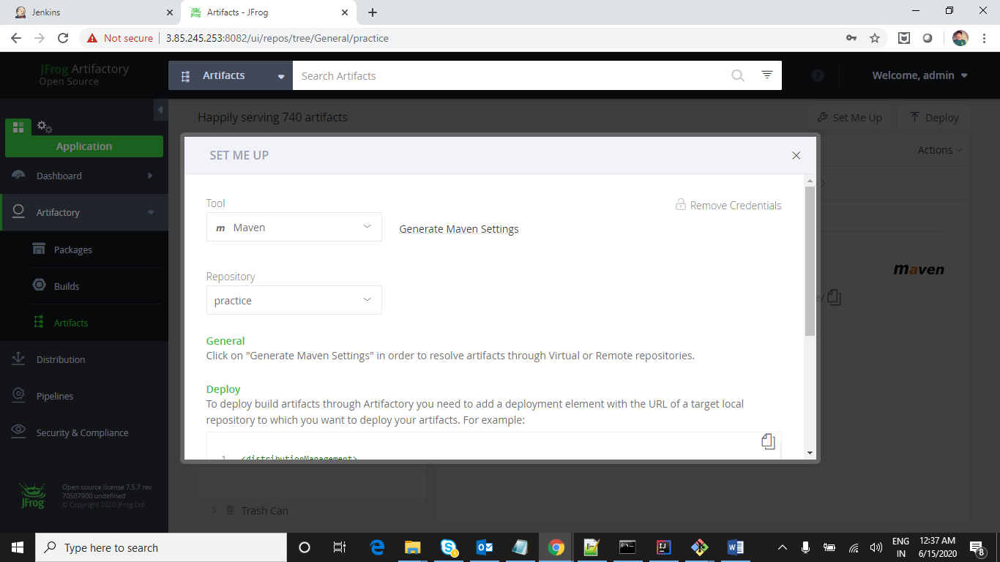 Jenkins
Artifacts - JFrog
Not secure
3.85.245.253:8082/ui/repos/tree/General/practice
JFrog Artifactory
Open Source
Artifacts
Search Artifacts
?
Welcome, admin
Happily serving 740 artifacts
Set Me Up
Deploy
Application
SET ME UP
Actions
Dashboard
Tool
Remove Credentials
Artifactory
m Maven
Generate Maven Settings
Packages
maven
Repository
Builds
practice
e/
Artifacts
General
Click on "Generate Maven Settings" in order to resolve artifacts through Virtual or Remote repositories.
Distribution
Deploy
To deploy build artifacts through Artifactory you need to add a deployment element with the URL of a target local
repository to which you want to deploy your artifacts. For example:
Pipelines
Security & Compliance
1 <distributionManagement>
JFrog
Open source license 7.5.7 rev
70507900 undefined
© Copyright 2020 JFrog Ltd
Trash Can
Type here to search
ENG
IN
12:37 AM
6/15/2020
8